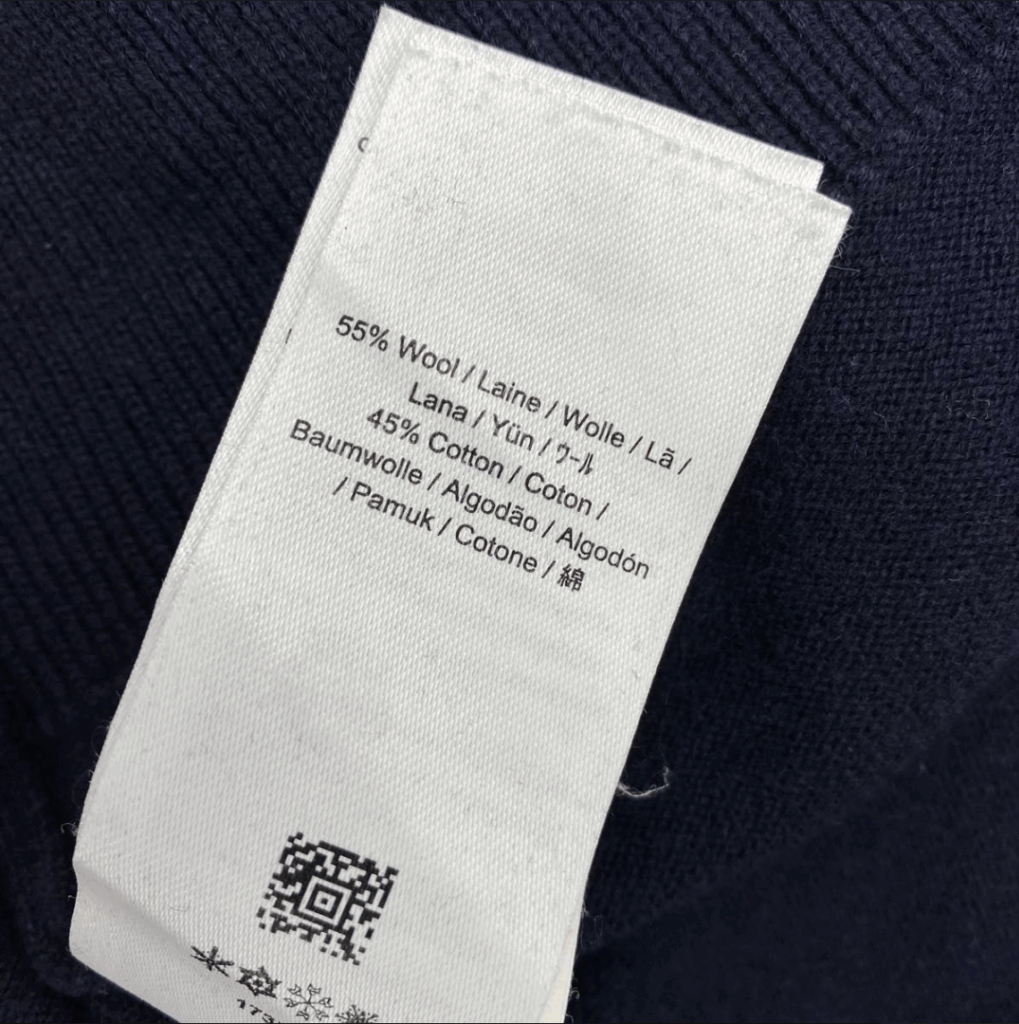 55% Wool / Laine / Wolle / Lã /
Lana / Yün / ウール
45% Cotton / Coton /
Baumwolle / Algodão / Algodón
/ Pamuk / Cotone / 綿